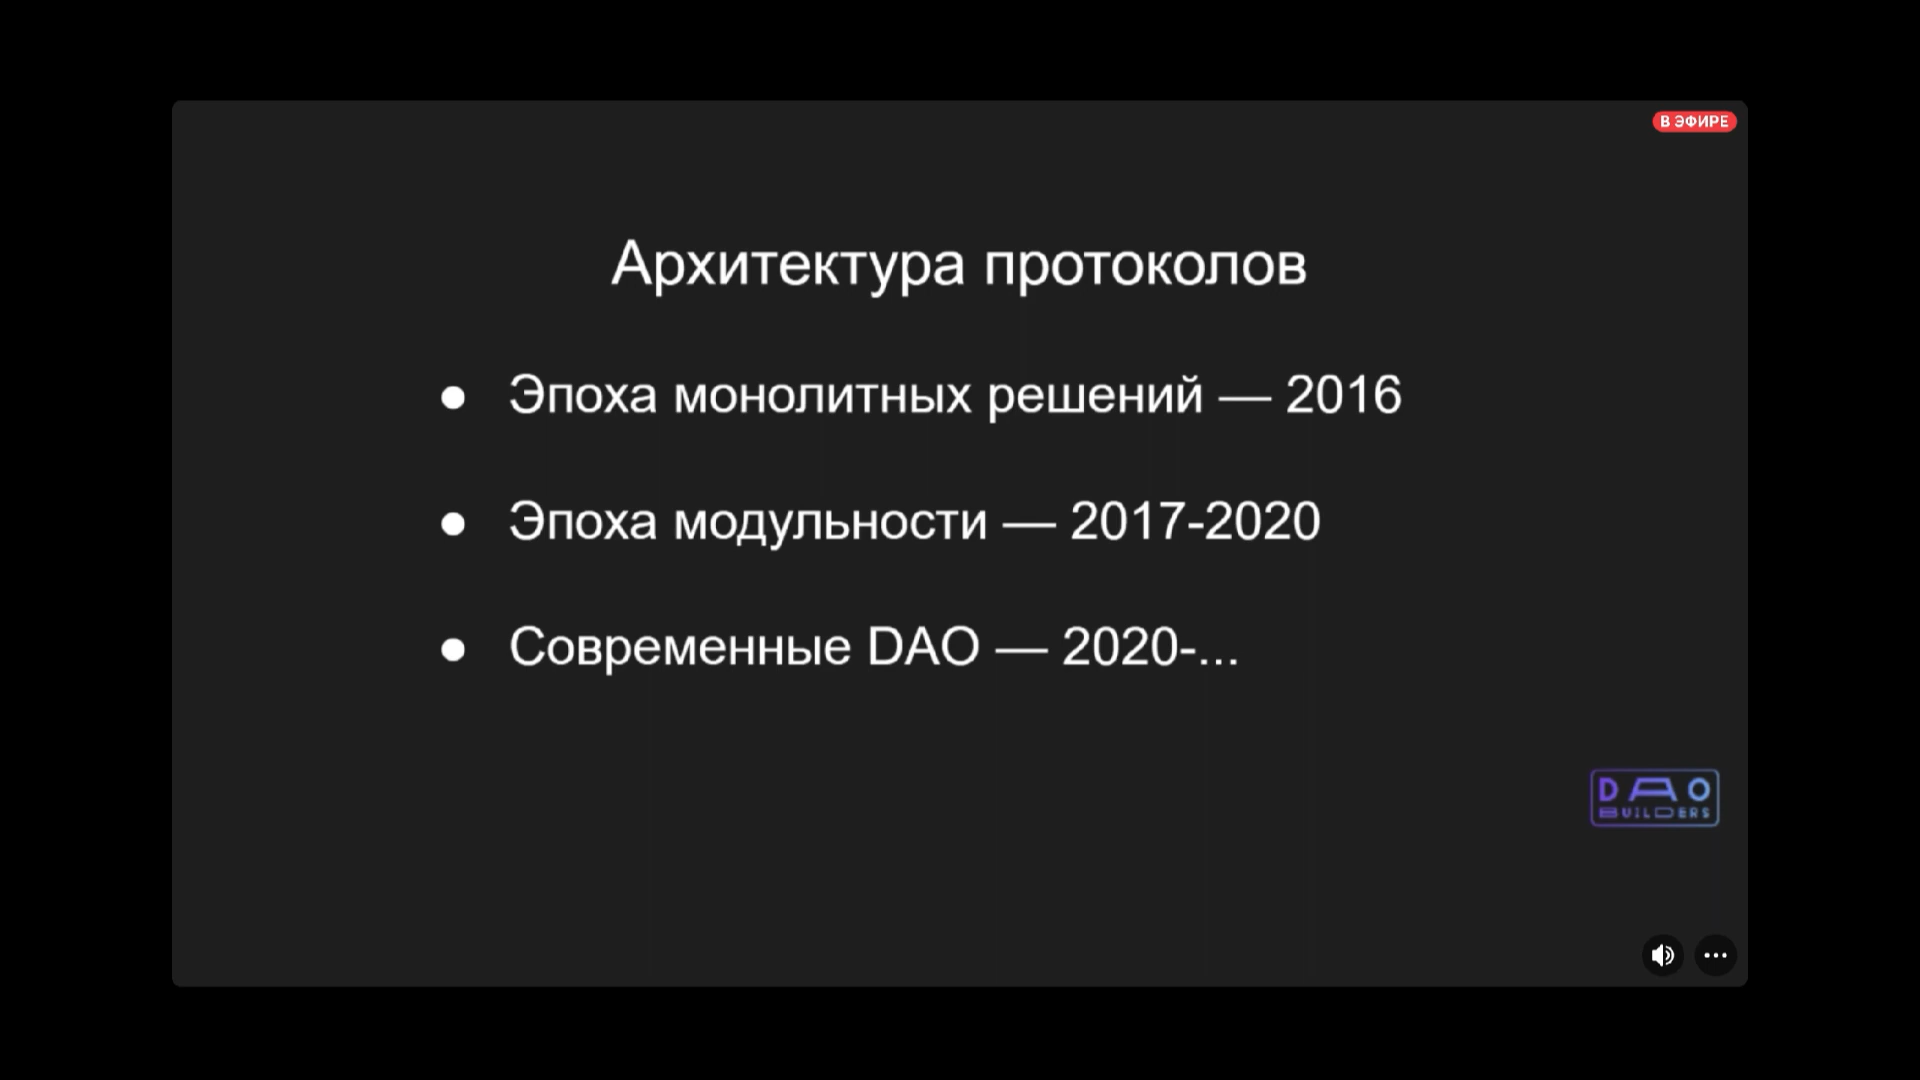 В ЭФИРЕ
Архитектура протоколов
● Эпоха монолитных решений — 2016
● Эпоха модульности — 2017-2020
● Современные DAO — 2020-...
DAO
BUILDERS